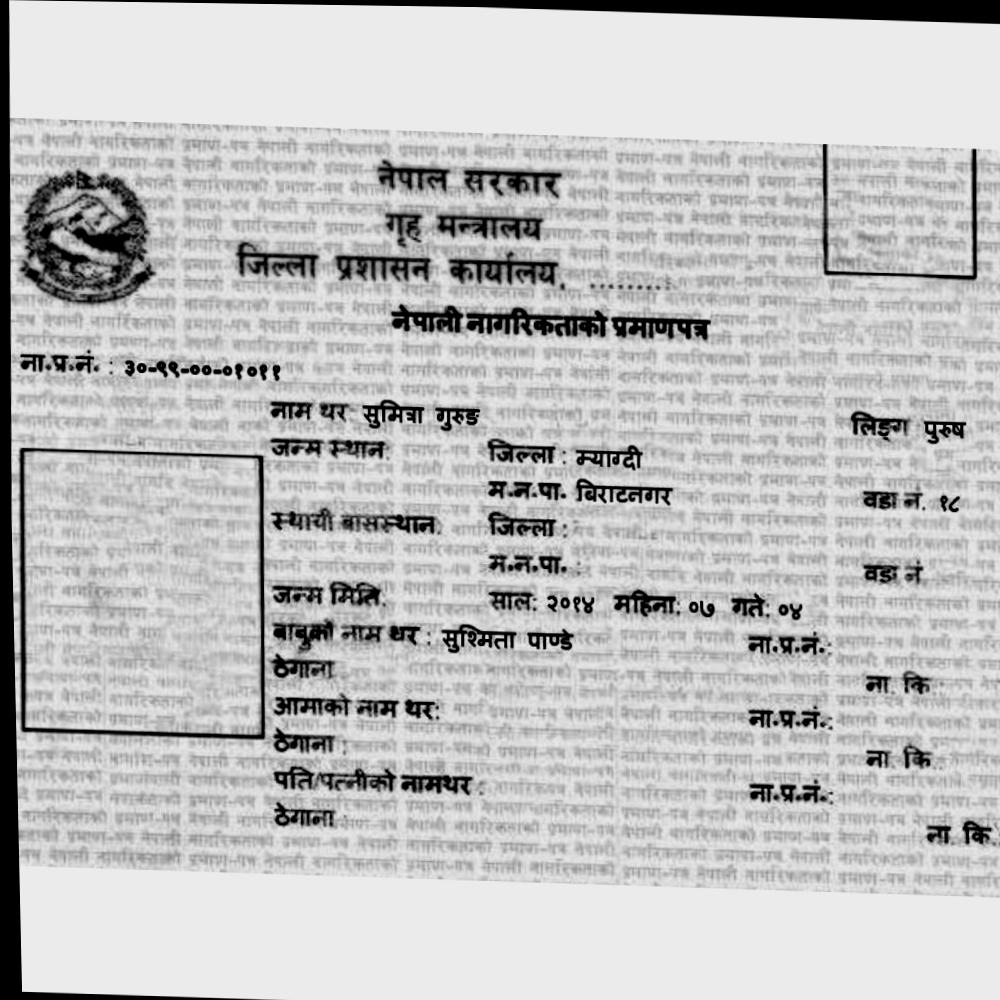 नेपाल सरकार
गृह मन्त्रालय
जिल्ला प्रशासन कार्यालय, .........
नेपाली नागरिकताको प्रमाणपत्र
ना.प्र.नं. : ३०-९९-००-०१०११
नाम थर: सुमित्रा गुरुङ लिङ्ग पुरुष
जन्म स्थान: जिल्ला : म्याग्दी
म.न.पा. बिराटनगर वडा नं. १८
स्थायी बासस्थान: जिल्ला :
म.न.पा. : वडा नं.
जन्म मिति: साल: २०१४ महिना: ०७ गते: ०४
बाबुको नाम थर : सुश्मिता पाण्डे ना.प्र.नं.:
ठेगाना ना. कि :
आमाको नाम थर: ना.प्र.नं.:
ठेगाना : ना. कि :
पति/पत्नीको नामथर : ना.प्र.नं.:
ठेगाना : ना. कि.